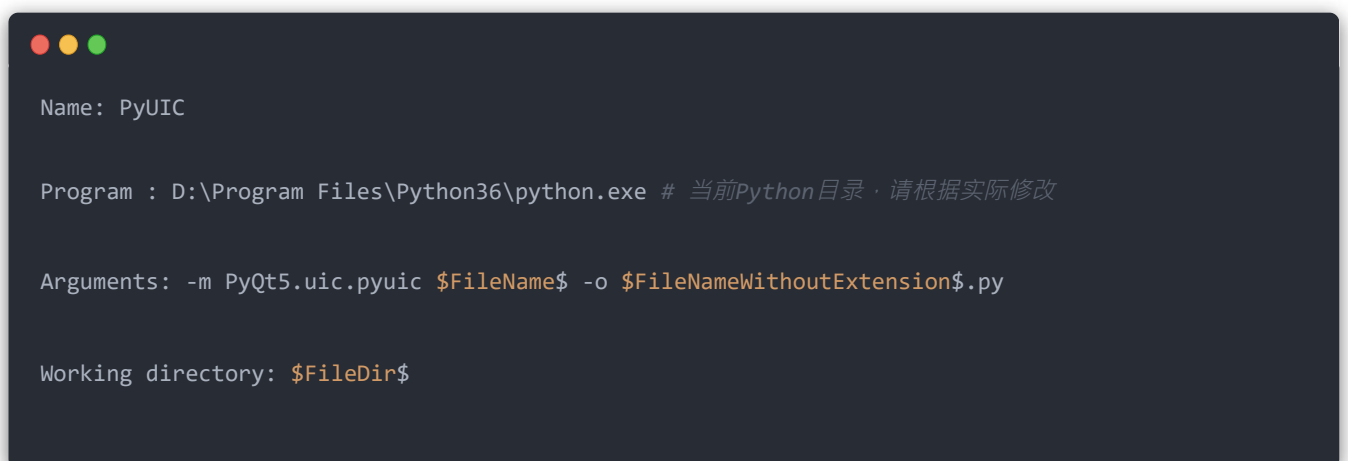 Name: PyUIC
Program : D:\Program Files\Python36\python.exe # 当前Python目录，请根据实际修改
Arguments: -m PyQt5.uic.pyuic $FileName$ -o $FileNameWithoutExtension$.py
Working directory: $FileDir$